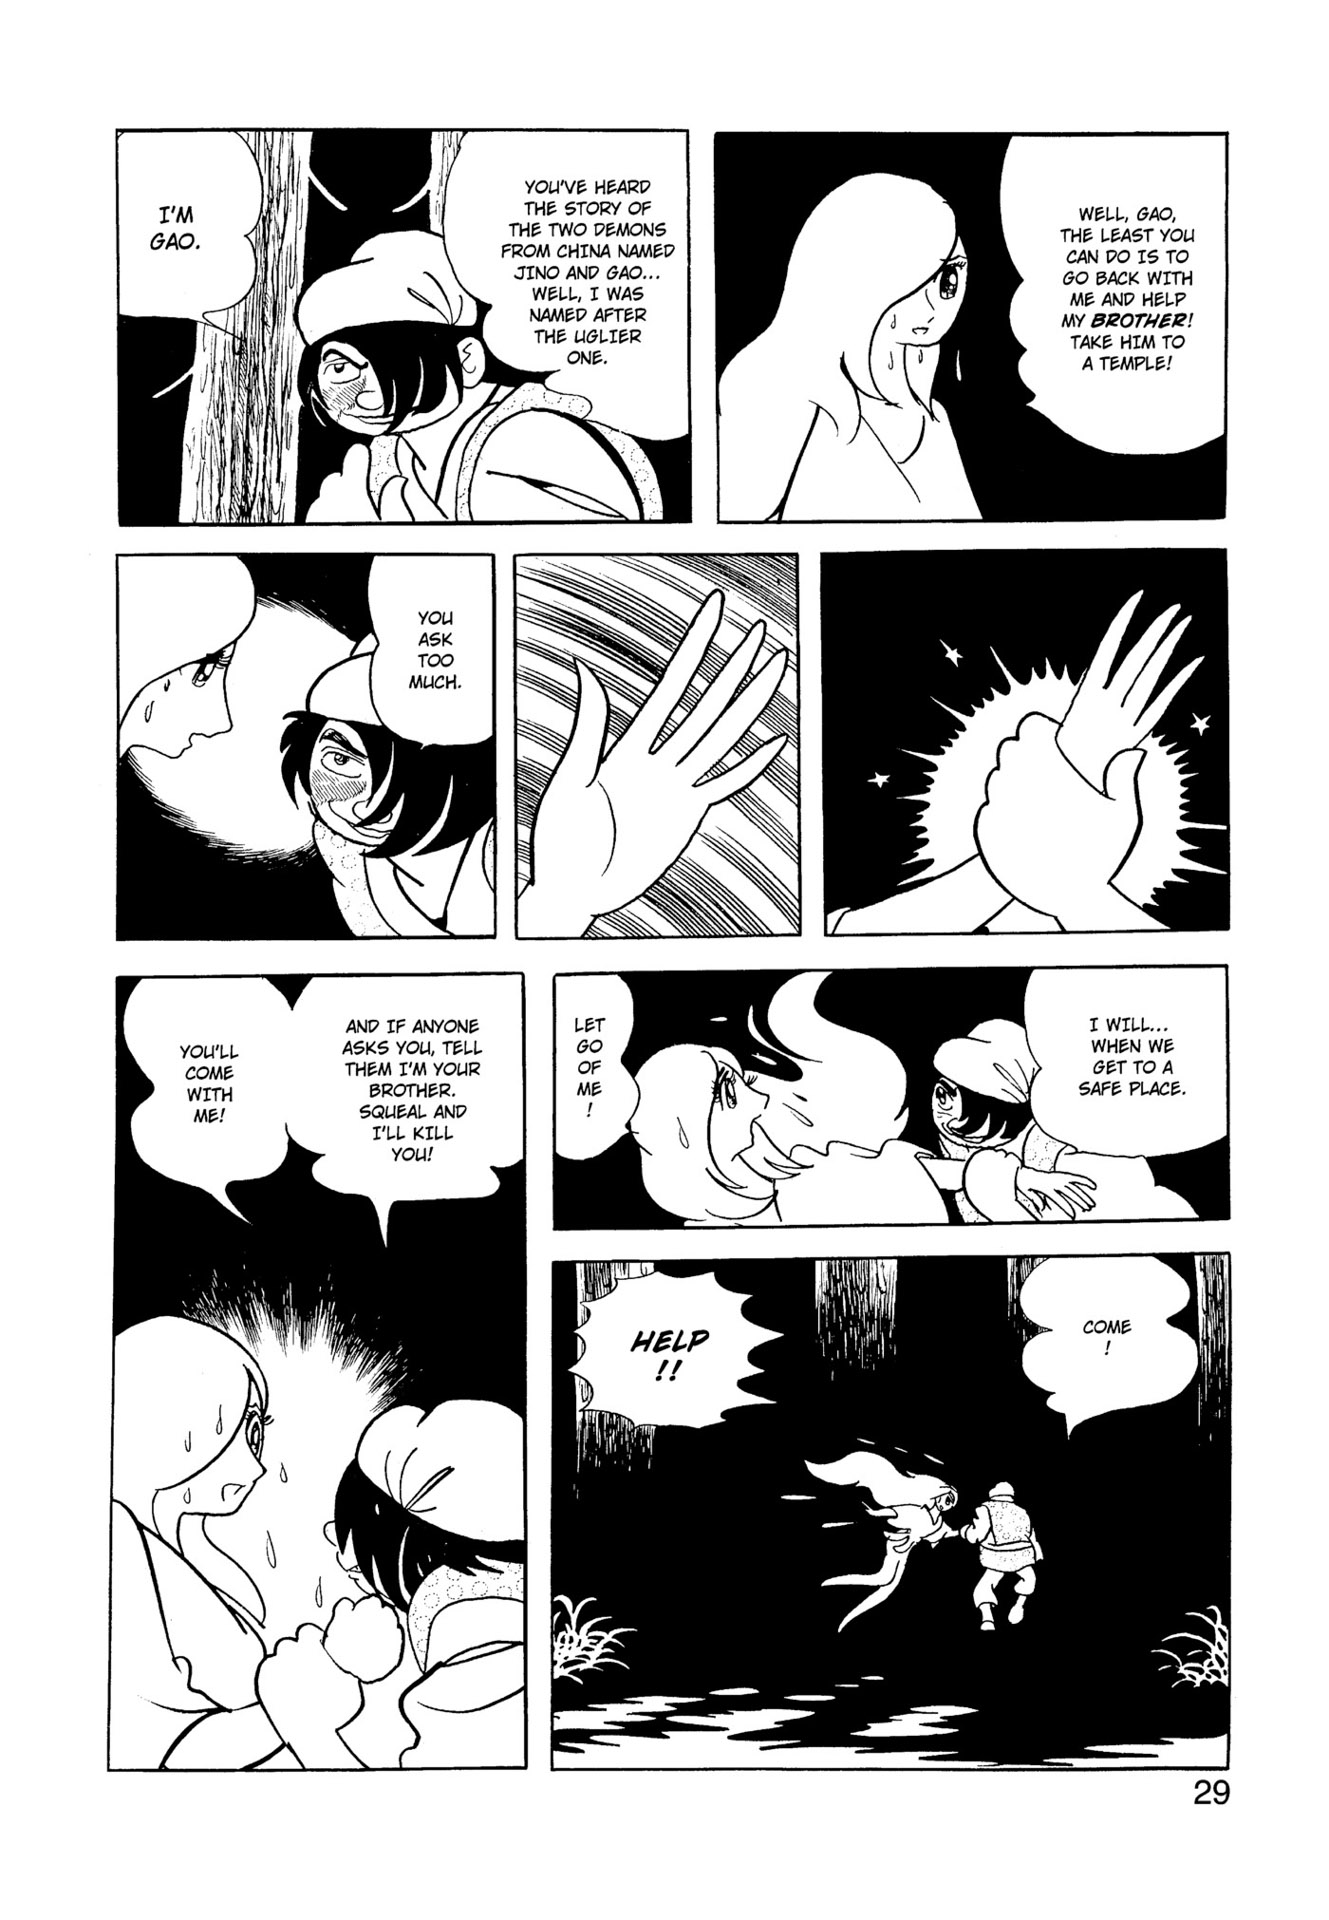 I'M
GAO.
YOU'VE HEARD
THE STORY OF
THE TWO DEMONS
FROM CHINA NAMED
JINO AND GAO...
WELL, I WAS
NAMED AFTER
THE UGLIER
ONE.
WELL, GAO,
THE LEAST YOU
CAN DO IS TO
GO BACK WITH
ME AND HELP
MY BROTHER!
TAKE HIM TO
A TEMPLE!
YOU
ASK
TOO
MUCH.
YOU'LL
COME
WITH
ME!
AND IF ANYONE
ASKS YOU, TELL
THEM I'M YOUR
BROTHER.
SQUEAL AND
I'LL KILL
YOU!
LET
GO
OF
ME
!
I WILL...
WHEN WE
GET TO A
SAFE PLACE.
HELP
!!
COME
!
29